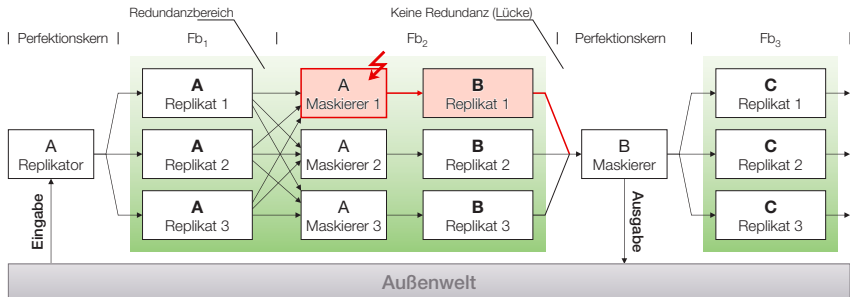 Redundanzbereich
Keine Redundanz (Lücke)
Perfektionskern
Fb1
Fb2
Perfektionskern
Fb3
A
Replikator
A
Replikat 1
A
Replikat 2
A
Replikat 3
A
Maskierer 1
A
Maskierer 2
A
Maskierer 3
B
Replikat 1
B
Replikat 2
B
Replikat 3
B
Maskierer
C
Replikat 1
C
Replikat 2
C
Replikat 3
Eingabe
Ausgabe
Außenwelt